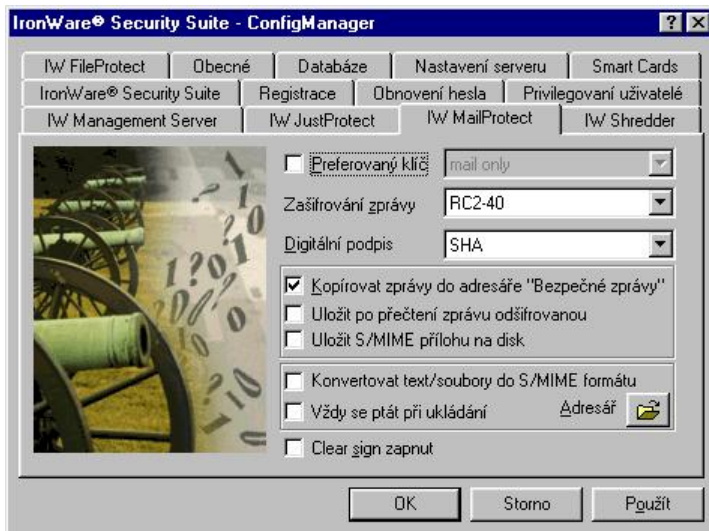 IronWare® Security Suite - ConfigManager
IW FileProtect Obecné Databáze Nastavení serveru Smart Cards
IronWare® Security Suite Registrace Obnovení hesla Privilegovaní uživatelé
IW Management Server IW JustProtect IW MailProtect IW Shredder
Preferovaný klíč mail only
Zašifrování zprávy RC2-40
Digitální podpis SHA
Kopírovat zprávy do adresáře "Bezpečné zprávy"
Uložit po přečtení zprávu odšifrovanou
Uložit S/MIME přílohu na disk
Konvertovat text/soubory do S/MIME formátu
Vždy se ptát při ukládání Adresář
Clear sign zapnut
OK Storno Použít